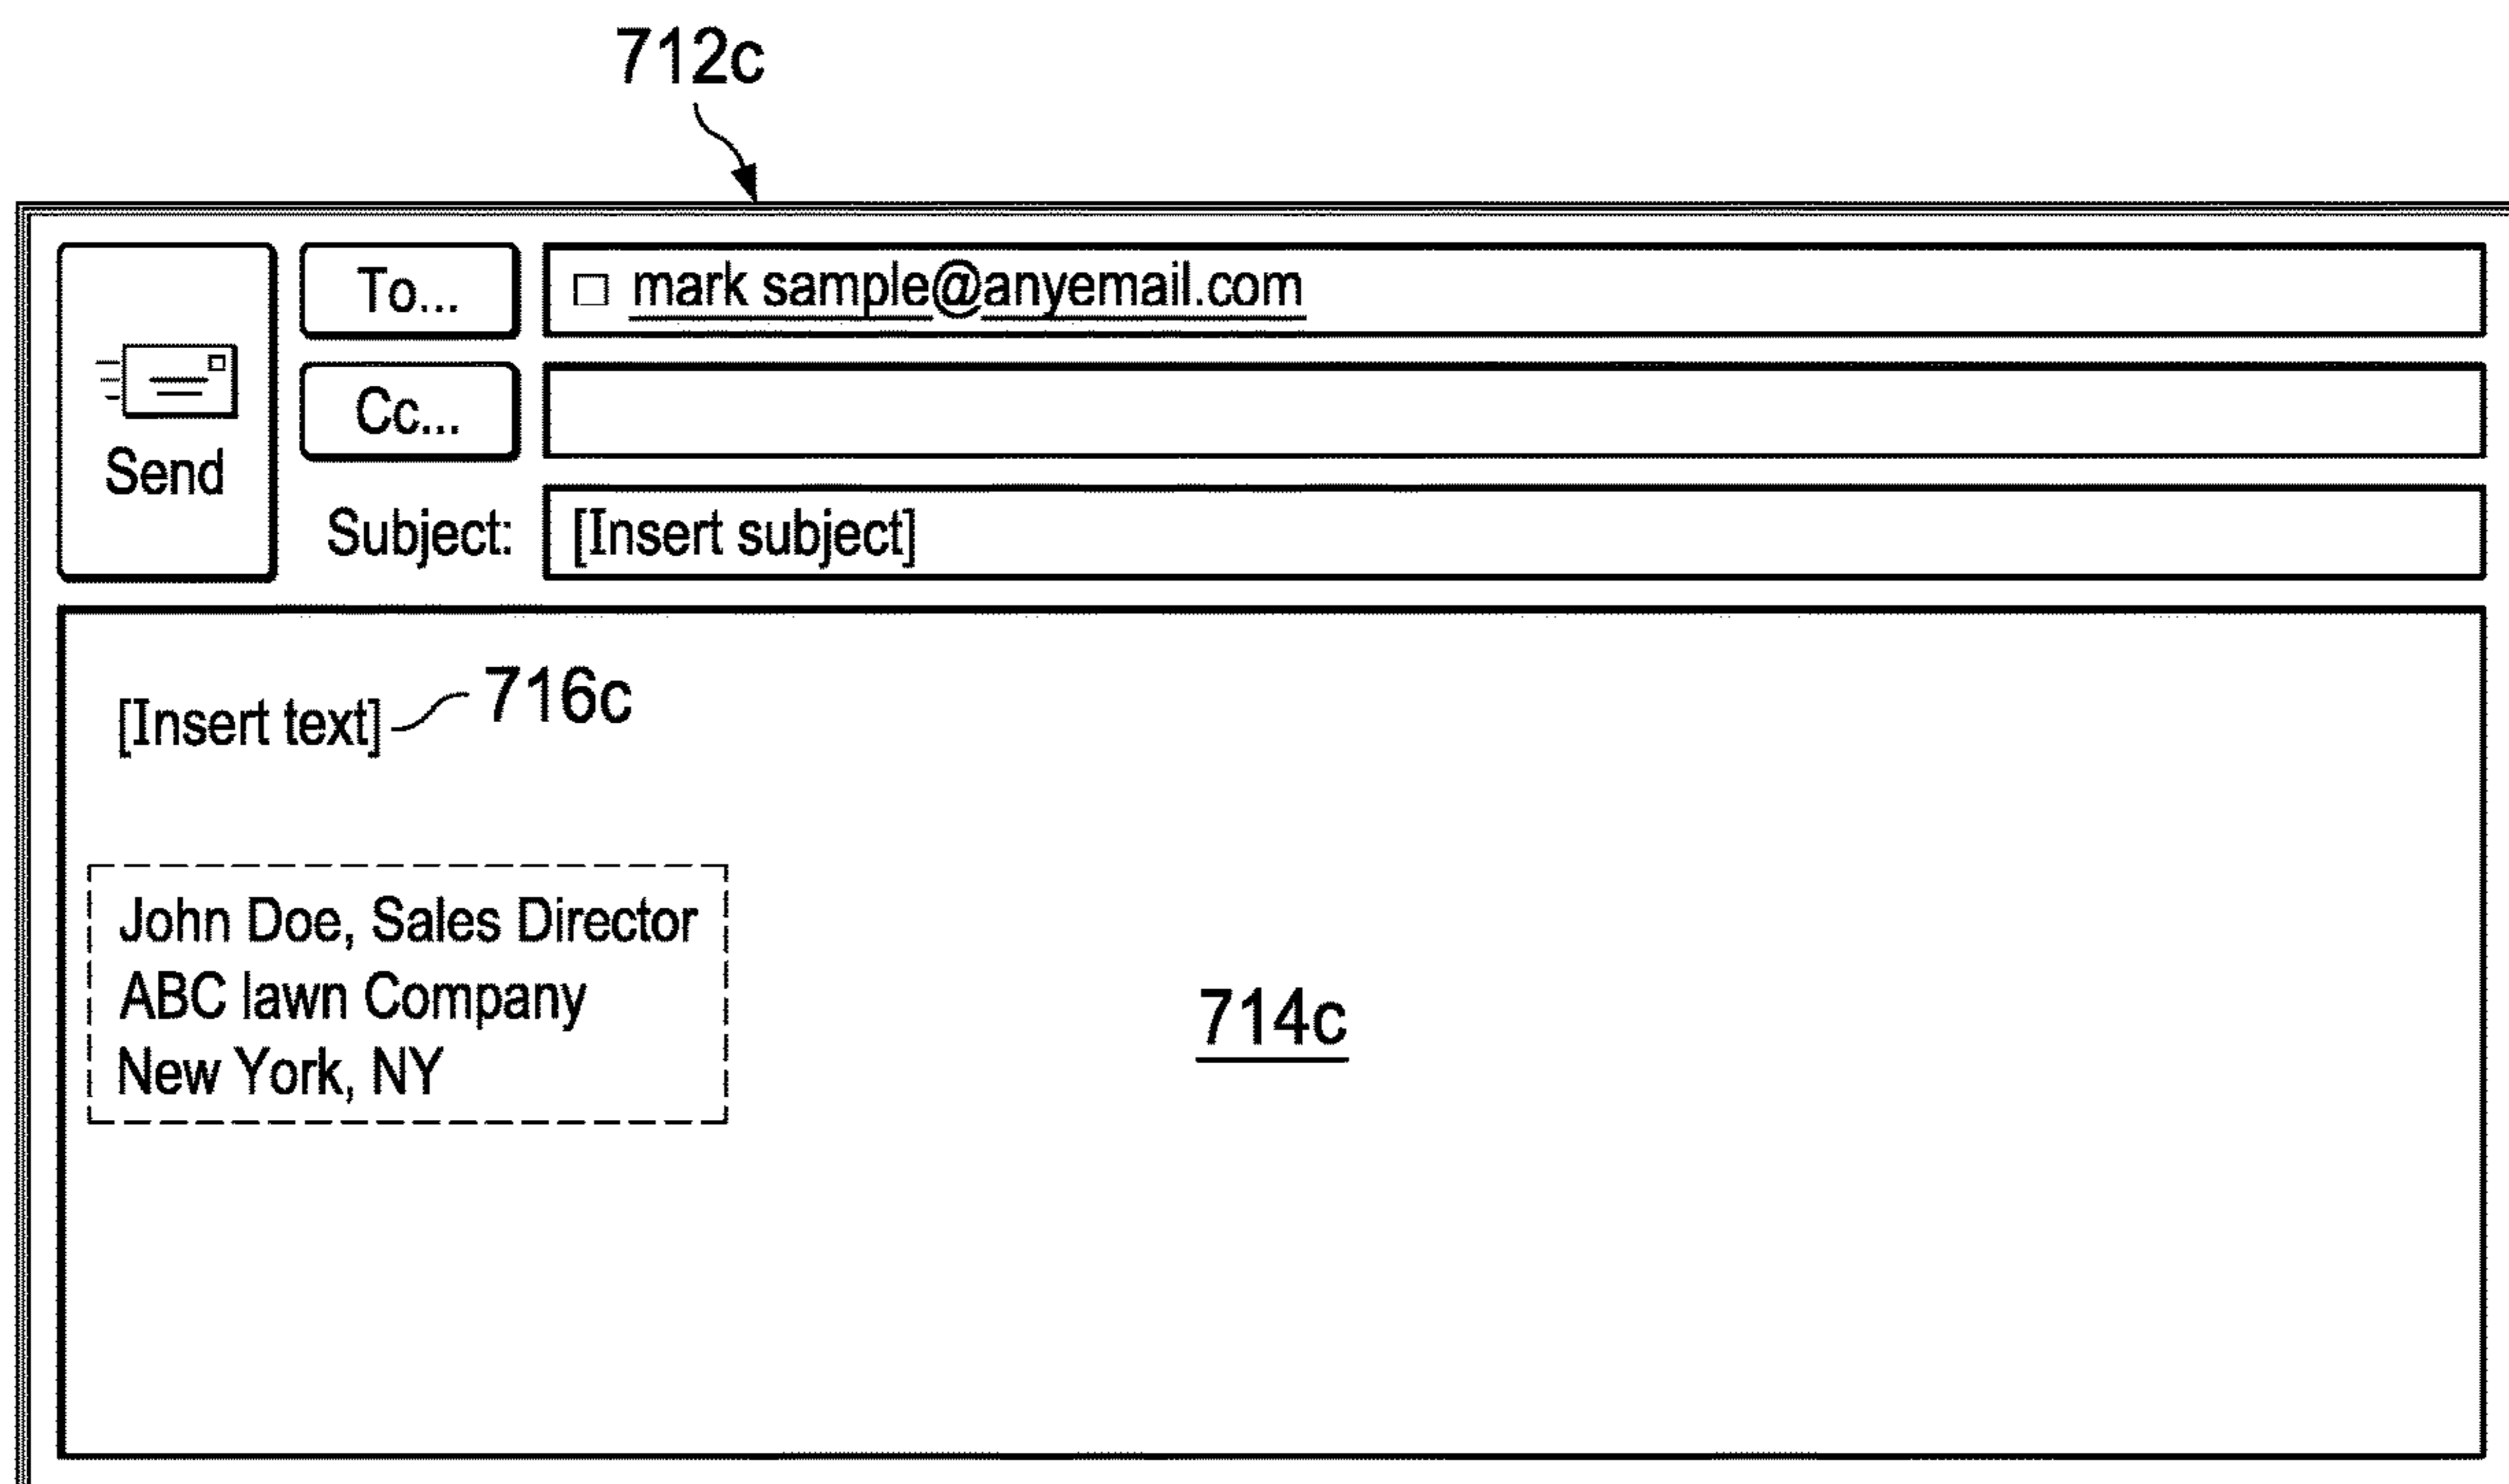 712c
To... □ mark sample@anyemail.com
Cc...
Send
Subject: [Insert subject]
[Insert text] 716c
John Doe, Sales Director
ABC lawn Company
New York, NY
714c